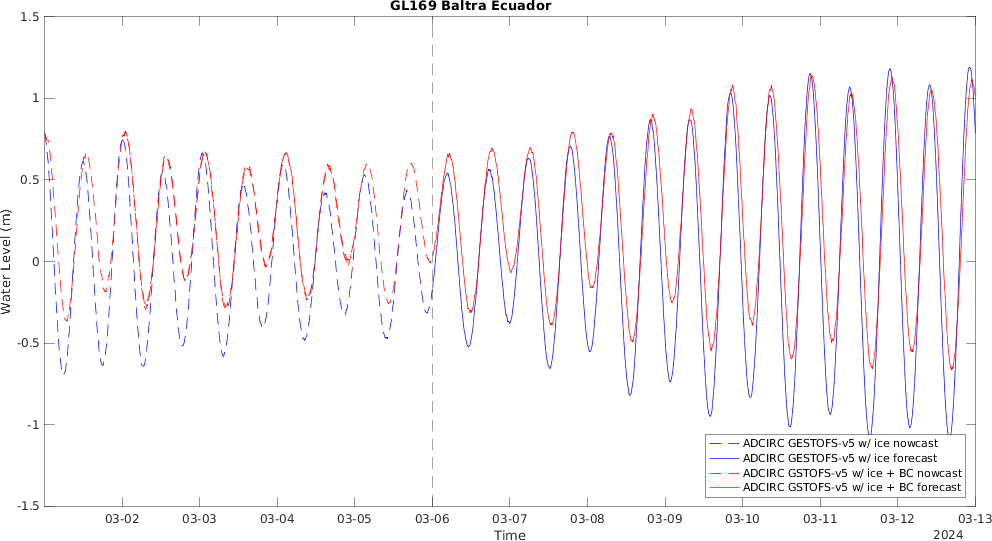 GL169 Baltra Ecuador
1.5
1
0.5
0
-0.5
-1
-1.5
Water Level (m)
ADCIRC GESTOFS-v5 w/ ice nowcast
ADCIRC GESTOFS-v5 w/ ice forecast
ADCIRC GSTOFS-v5 w/ ice + BC nowcast
ADCIRC GSTOFS-v5 w/ ice + BC forecast
03-02 03-03 03-04 03-05 03-06 03-07 03-08 03-09 03-10 03-11 03-12 03-13
Time
2024